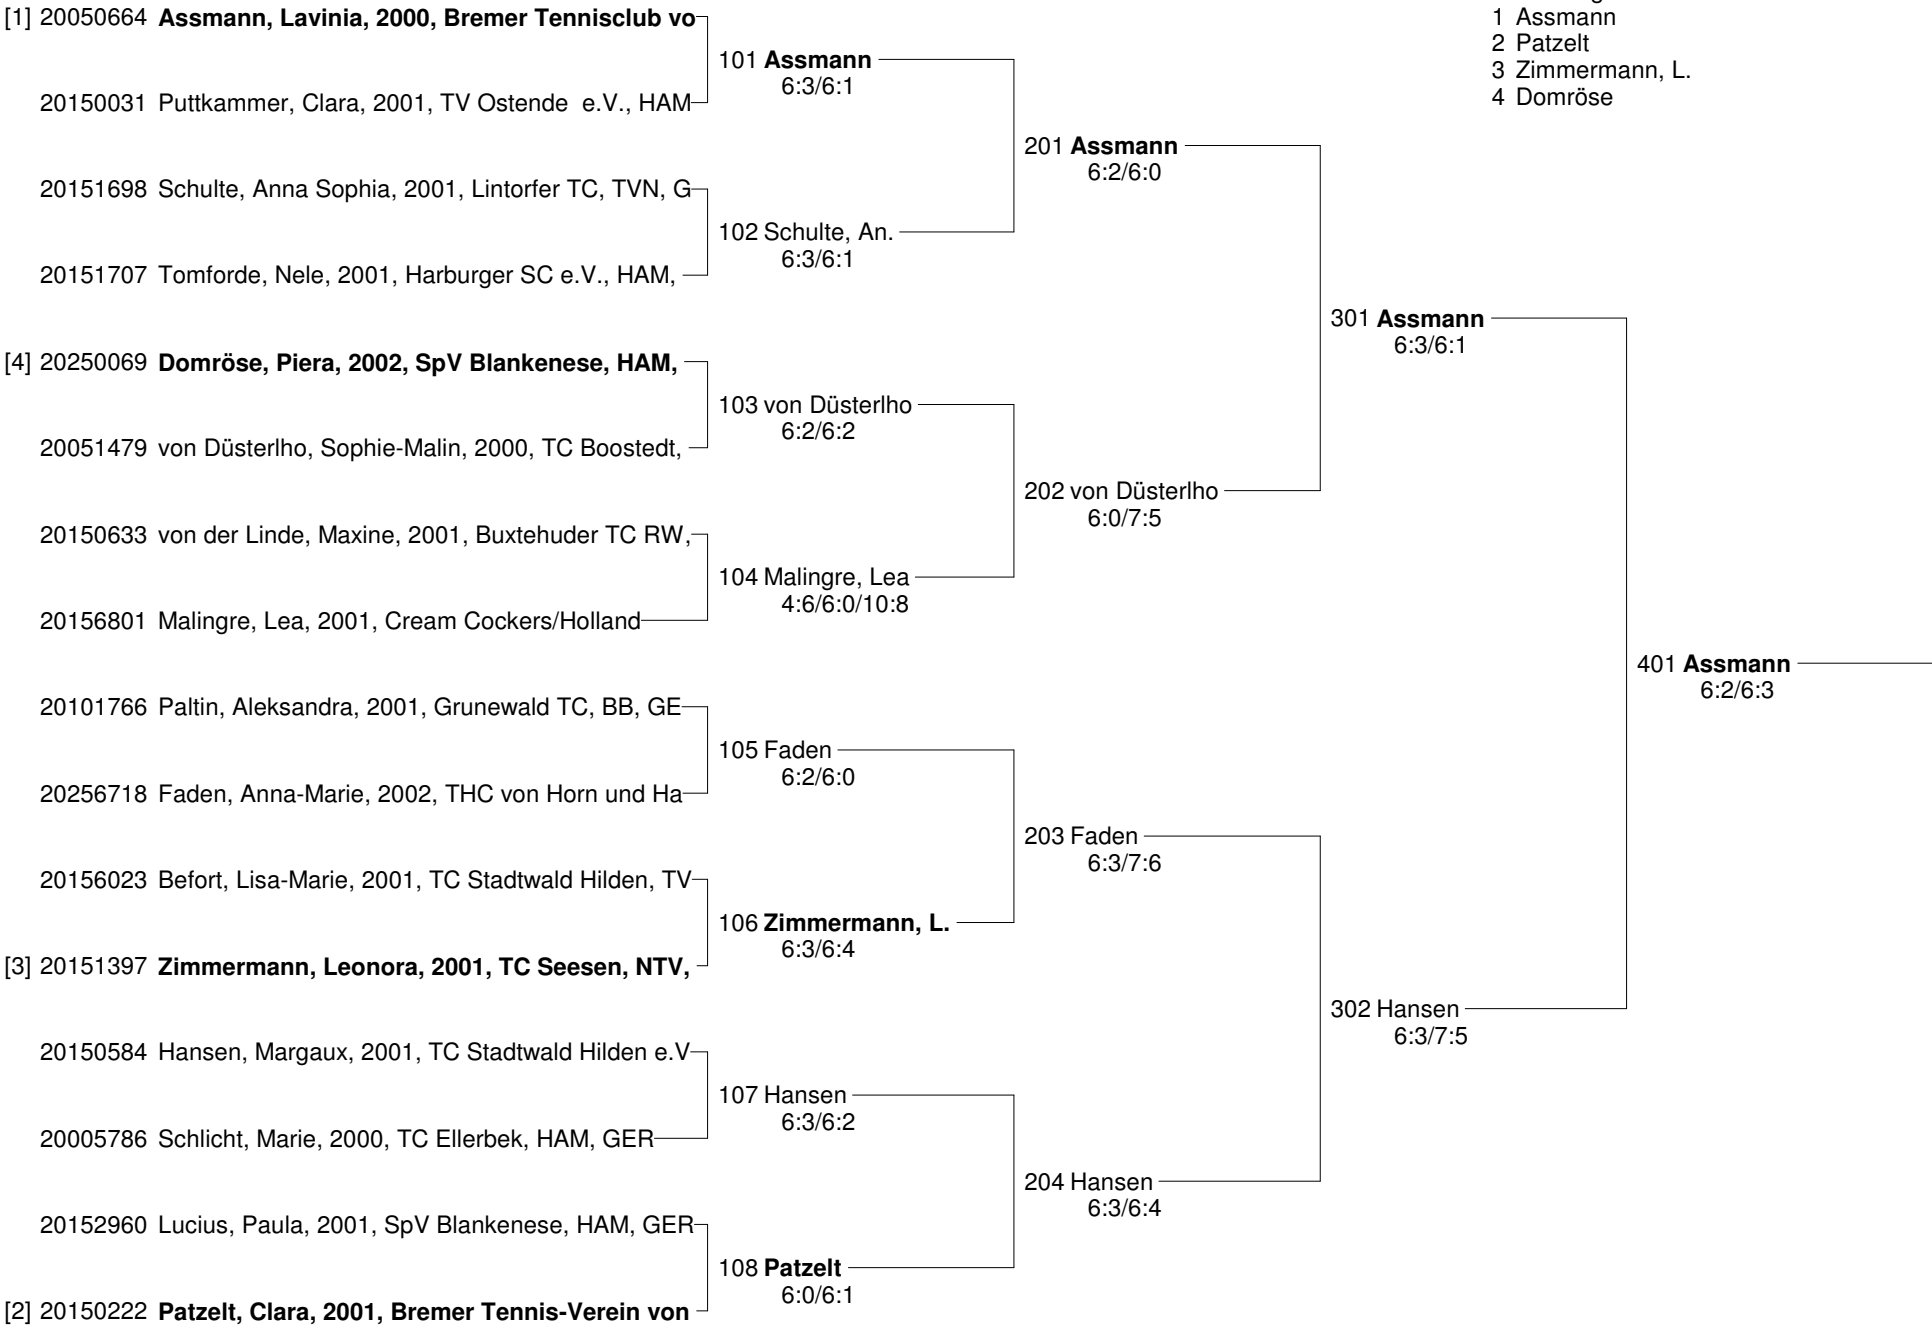 [1] 20050664 Assmann, Lavinia, 2000, Bremer Tennisclub vo
20150031 Puttkammer, Clara, 2001, TV Ostende e.V., HAM
20151698 Schulte, Anna Sophia, 2001, Lintorfer TC, TVN, G
20151707 Tomforde, Nele, 2001, Harburger SC e.V., HAM,
[4] 20250069 Domröse, Piera, 2002, SpV Blankenese, HAM,
20051479 von Düsterlho, Sophie-Malin, 2000, TC Boostedt,
20150633 von der Linde, Maxine, 2001, Buxtehuder TC RW,
20156801 Malingre, Lea, 2001, Cream Cockers/Holland
20101766 Paltin, Aleksandra, 2001, Grunewald TC, BB, GE
20256718 Faden, Anna-Marie, 2002, THC von Horn und Ha
20156023 Befort, Lisa-Marie, 2001, TC Stadtwald Hilden, TV
[3] 20151397 Zimmermann, Leonora, 2001, TC Seesen, NTV,
20150584 Hansen, Margaux, 2001, TC Stadtwald Hilden e.V
20005786 Schlicht, Marie, 2000, TC Ellerbek, HAM, GER
20152960 Lucius, Paula, 2001, SpV Blankenese, HAM, GER
[2] 20150222 Patzelt, Clara, 2001, Bremer Tennis-Verein von
101 Assmann
6:3/6:1
102 Schulte, An.
6:3/6:1
103 von Düsterlho
6:2/6:2
104 Malingre, Lea
4:6/6:0/10:8
105 Faden
6:2/6:0
106 Zimmermann, L.
6:3/6:4
107 Hansen
6:3/6:2
108 Patzelt
6:0/6:1
201 Assmann
6:2/6:0
202 von Düsterlho
6:0/7:5
203 Faden
6:3/7:6
204 Hansen
6:3/6:4
301 Assmann
6:3/6:1
302 Hansen
6:3/7:5
401 Assmann
6:2/6:3
1 Assmann
2 Patzelt
3 Zimmermann, L.
4 Domröse